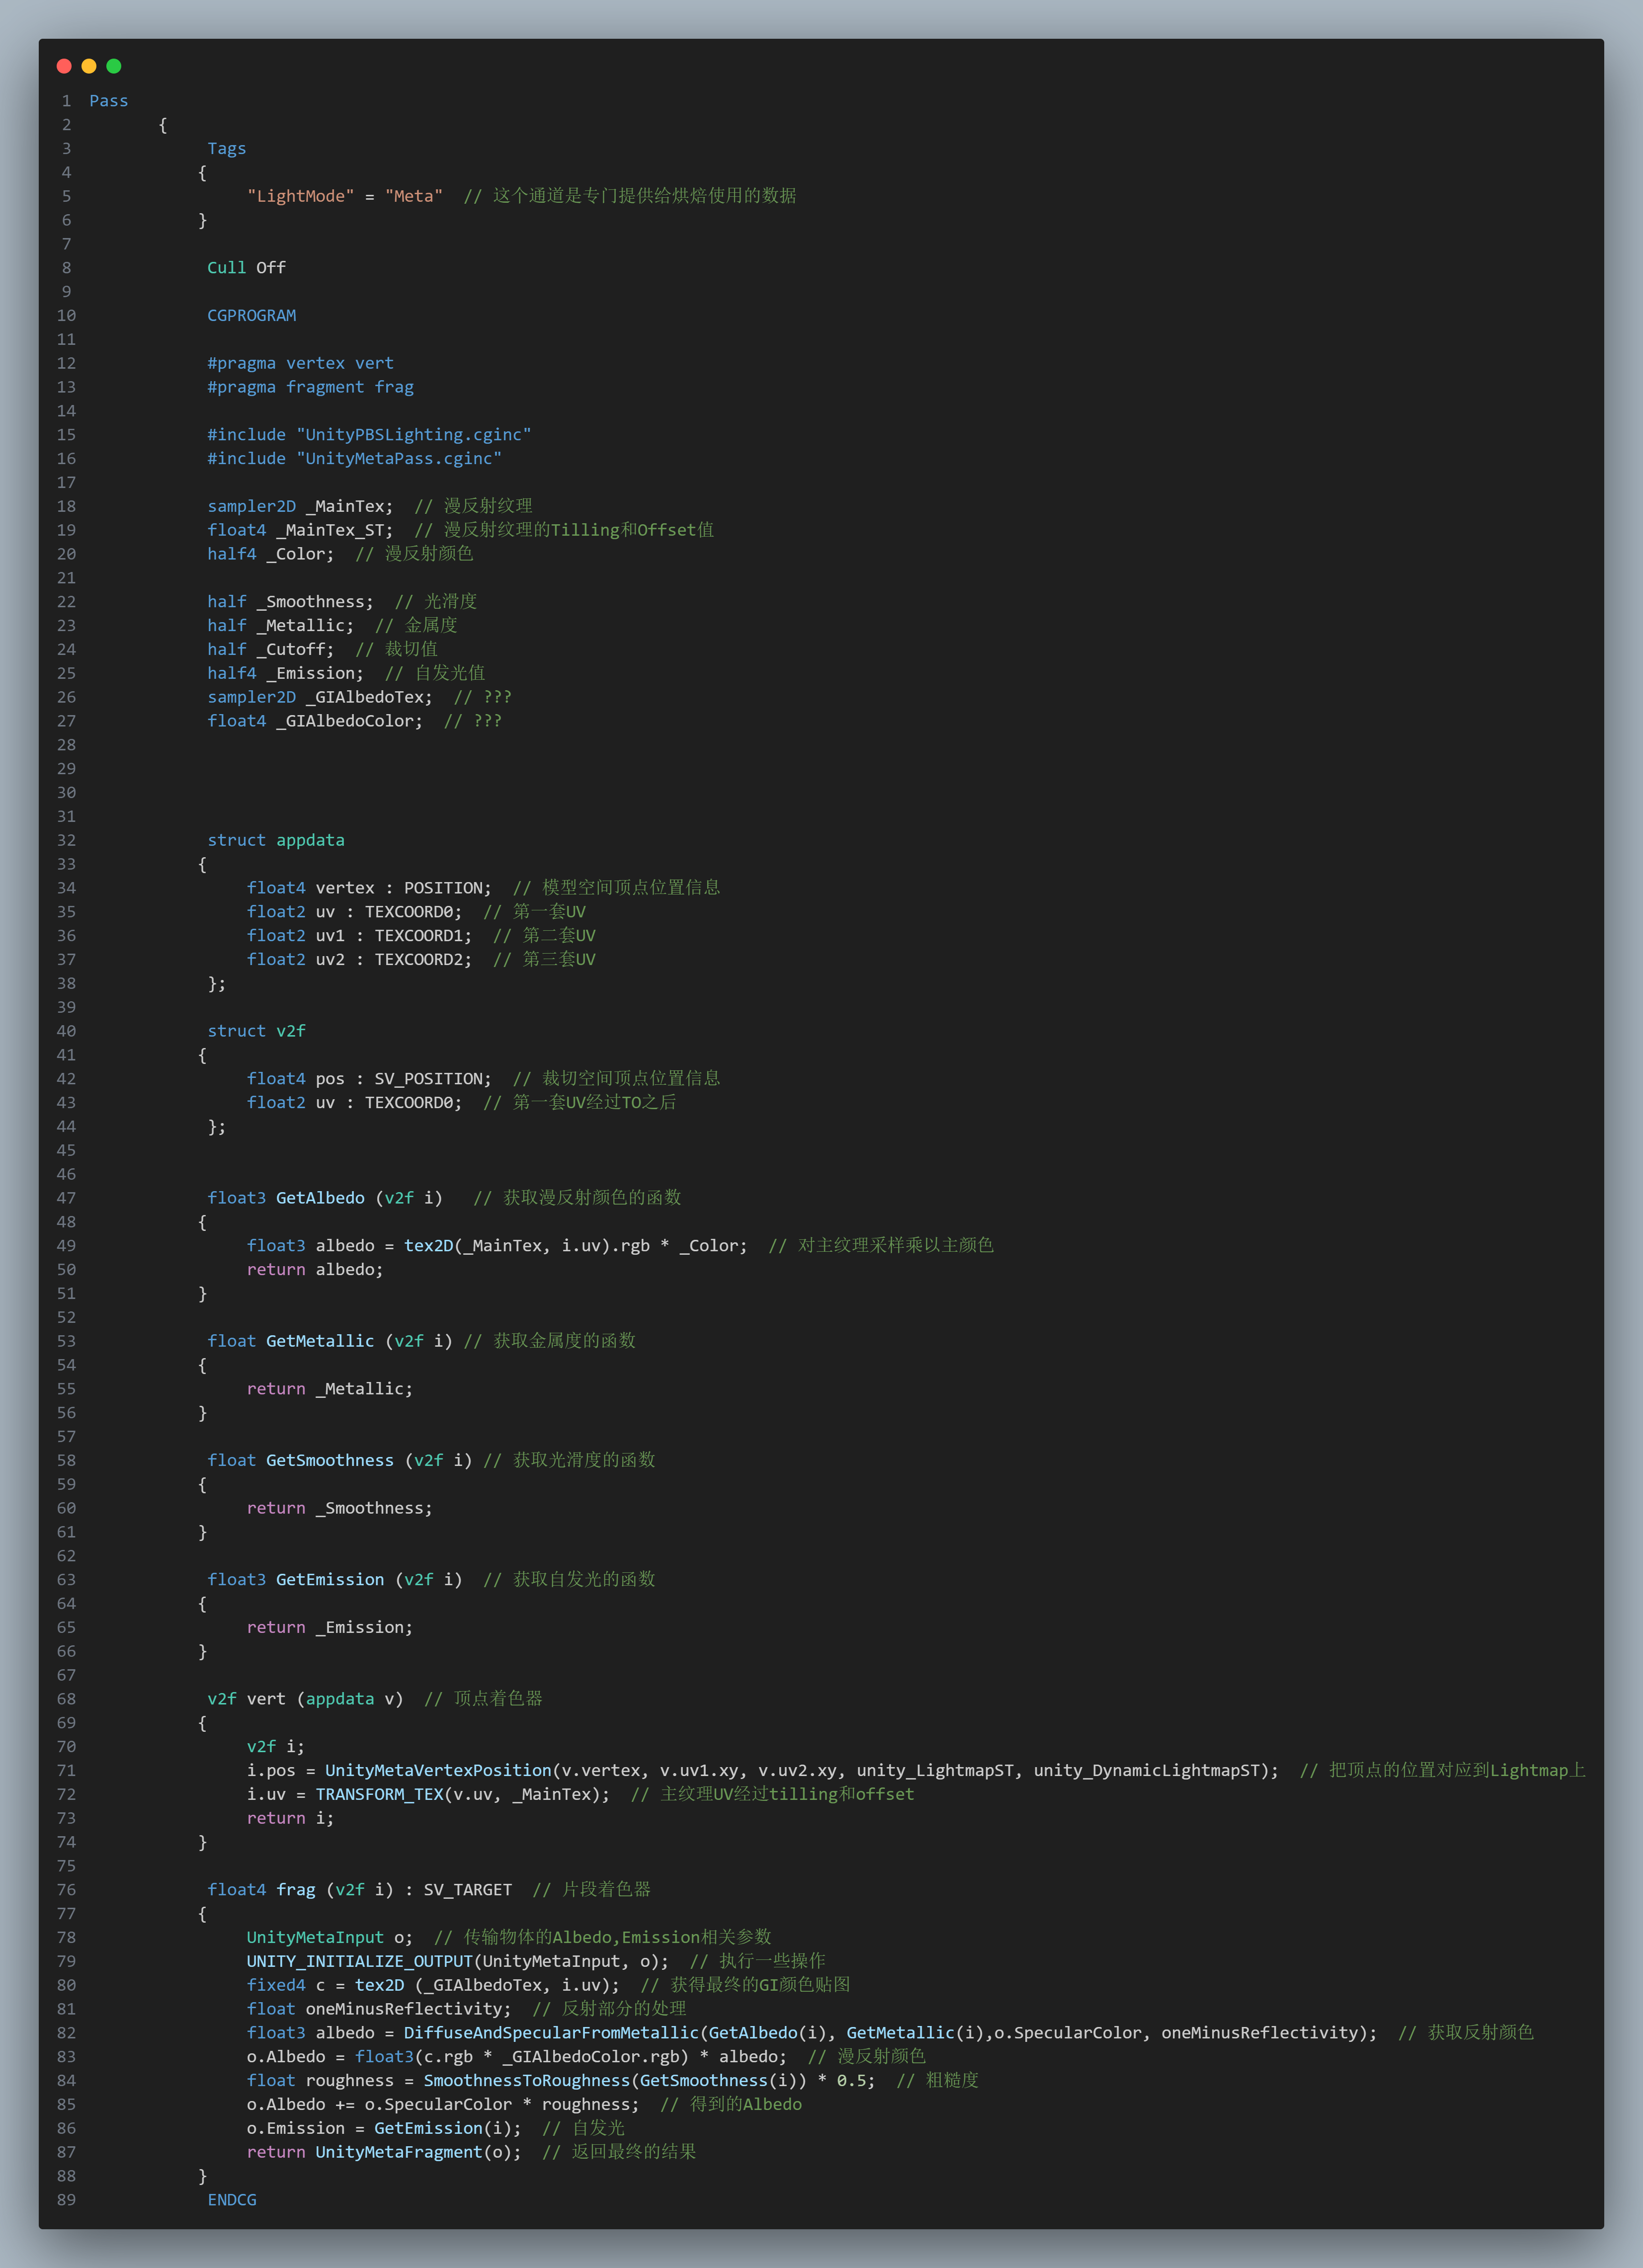 1 Pass
2 {
3 Tags
4 {
5 "LightMode" = "Meta"  // 这个通道是专门提供给烘焙使用的数据
6 }
7
8 Cull Off
9
10 CGPROGRAM
11
12 #pragma vertex vert
13 #pragma fragment frag
14
15 #include "UnityPBSLighting.cginc"
16 #include "UnityMetaPass.cginc"
17
18 sampler2D _MainTex;  // 漫反射纹理
19 float4 _MainTex_ST;  // 漫反射纹理的Tilling和Offset值
20 half4 _Color;  // 漫反射颜色
21
22 half _Smoothness;  // 光滑度
23 half _Metallic;  // 金属度
24 half _Cutoff;  // 裁切值
25 half4 _Emission;  // 自发光值
26 sampler2D _GIAlbedoTex;  // ???
27 float4 _GIAlbedoColor;  // ???
28
29
30
31
32 struct appdata
33 {
34 float4 vertex : POSITION;  // 模型空间顶点位置信息
35 float2 uv : TEXCOORD0;  // 第一套UV
36 float2 uv1 : TEXCOORD1;  // 第二套UV
37 float2 uv2 : TEXCOORD2;  // 第三套UV
38 };
39
40 struct v2f
41 {
42 float4 pos : SV_POSITION;  // 裁切空间顶点位置信息
43 float2 uv : TEXCOORD0;  // 第一套UV经过TO之后
44 };
45
46
47 float3 GetAlbedo (v2f i)   // 获取漫反射颜色的函数
48 {
49 float3 albedo = tex2D(_MainTex, i.uv).rgb * _Color;  // 对主纹理采样乘以主颜色
50 return albedo;
51 }
52
53 float GetMetallic (v2f i) // 获取金属度的函数
54 {
55 return _Metallic;
56 }
57
58 float GetSmoothness (v2f i) // 获取光滑度的函数
59 {
60 return _Smoothness;
61 }
62
63 float3 GetEmission (v2f i)  // 获取自发光的函数
64 {
65 return _Emission;
66 }
67
68 v2f vert (appdata v)  // 顶点着色器
69 {
70 v2f i;
71 i.pos = UnityMetaVertexPosition(v.vertex, v.uv1.xy, v.uv2.xy, unity_LightmapST, unity_DynamicLightmapST);  // 把顶点的位置对应到Lightmap上
72 i.uv = TRANSFORM_TEX(v.uv, _MainTex);  // 主纹理UV经过tilling和offset
73 return i;
74 }
75
76 float4 frag (v2f i) : SV_TARGET  // 片段着色器
77 {
78 UnityMetaInput o;  // 传输物体的Albedo,Emission相关参数
79 UNITY_INITIALIZE_OUTPUT(UnityMetaInput, o);  // 执行一些操作
80 fixed4 c = tex2D (_GIAlbedoTex, i.uv);  // 获得最终的GI颜色贴图
81 float oneMinusReflectivity;  // 反射部分的处理
82 float3 albedo = DiffuseAndSpecularFromMetallic(GetAlbedo(i), GetMetallic(i),o.SpecularColor, oneMinusReflectivity);  // 获取反射颜色
83 o.Albedo = float3(c.rgb * _GIAlbedoColor.rgb) * albedo;  // 漫反射颜色
84 float roughness = SmoothnessToRoughness(GetSmoothness(i)) * 0.5;  // 粗糙度
85 o.Albedo += o.SpecularColor * roughness;  // 得到的Albedo
86 o.Emission = GetEmission(i);  // 自发光
87 return UnityMetaFragment(o);  // 返回最终的结果
88 }
89 ENDCG